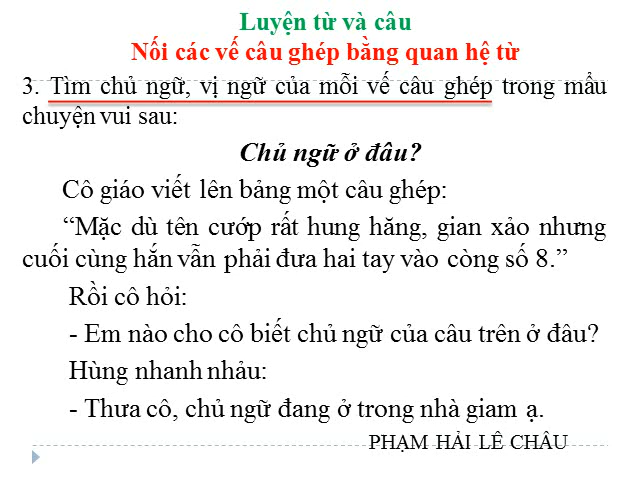 Luyện từ và câu
Nối các vế câu ghép bằng quan hệ từ
3. Tìm chủ ngữ, vị ngữ của mỗi vế câu ghép trong mẩu
chuyện vui sau:
Chủ ngữ ở đâu?
Cô giáo viết lên bảng một câu ghép:
“Mặc dù tên cướp rất hung hăng, gian xảo nhưng
cuối cùng hắn vẫn phải đưa hai tay vào còng số 8.”
Rồi cô hỏi:
- Em nào cho cô biết chủ ngữ của câu trên ở đâu?
Hùng nhanh nhảu:
- Thưa cô, chủ ngữ đang ở trong nhà giam ạ.
PHẠM HẢI LÊ CHÂU